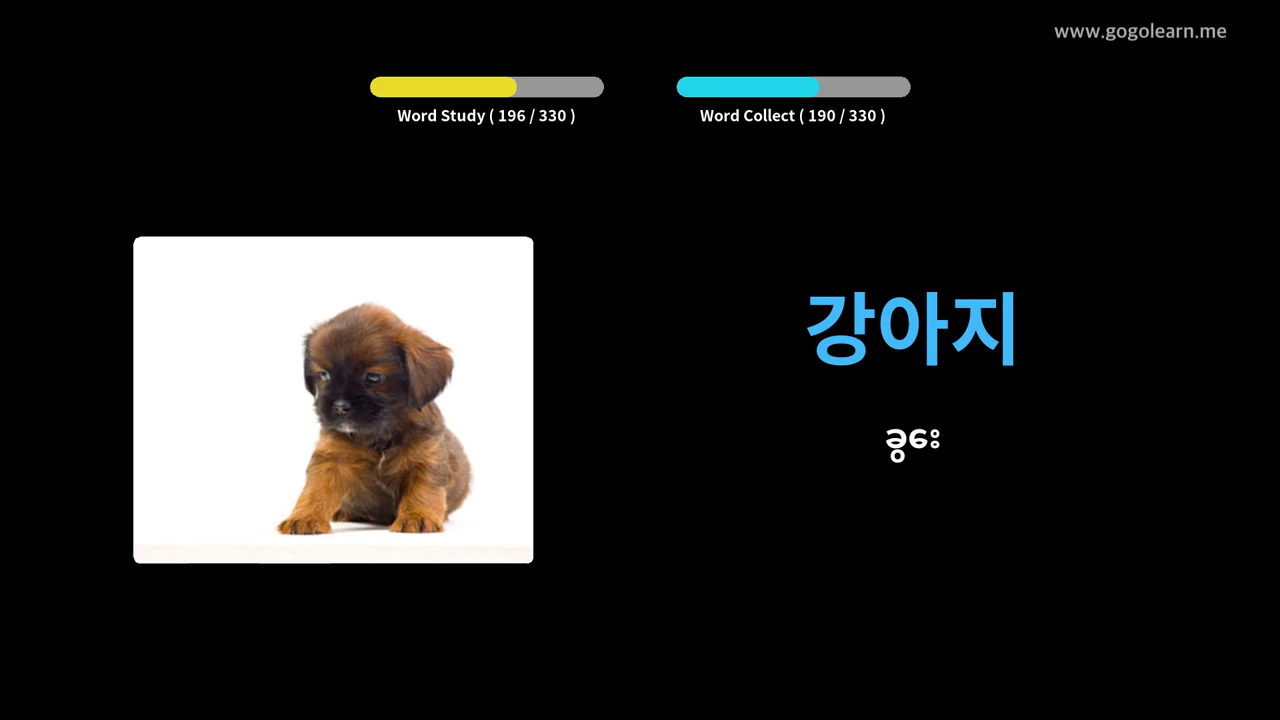 www.gogolearn.me
Word Study ( 196 / 330 )
Word Collect ( 190 / 330 )
강아지
ခွေး